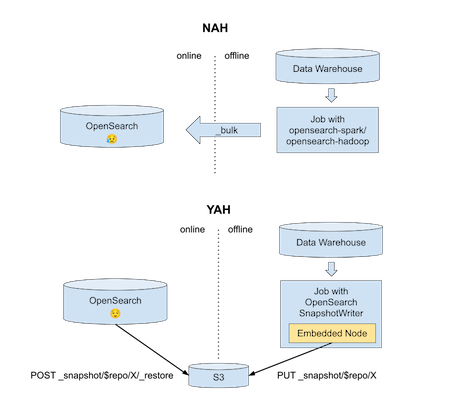 NAH
online
offline
Data Warehouse
OpenSearch
_bulk
Job with
opensearch-spark/
opensearch-hadoop
YAH
online
offline
Data Warehouse
OpenSearch
Job with
OpenSearch
SnapshotWriter
Embedded Node
POST _snapshot/$repo/X/_restore
S3
PUT _snapshot/$repo/X